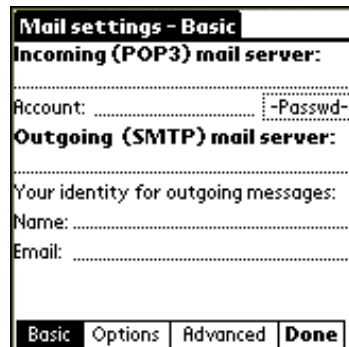 Mail settings - Basic
Incoming (POP3) mail server:
Account: -Passwd-
Outgoing (SMTP) mail server:
Your identity for outgoing messages:
Name:
Email:
Basic Options Advanced Done